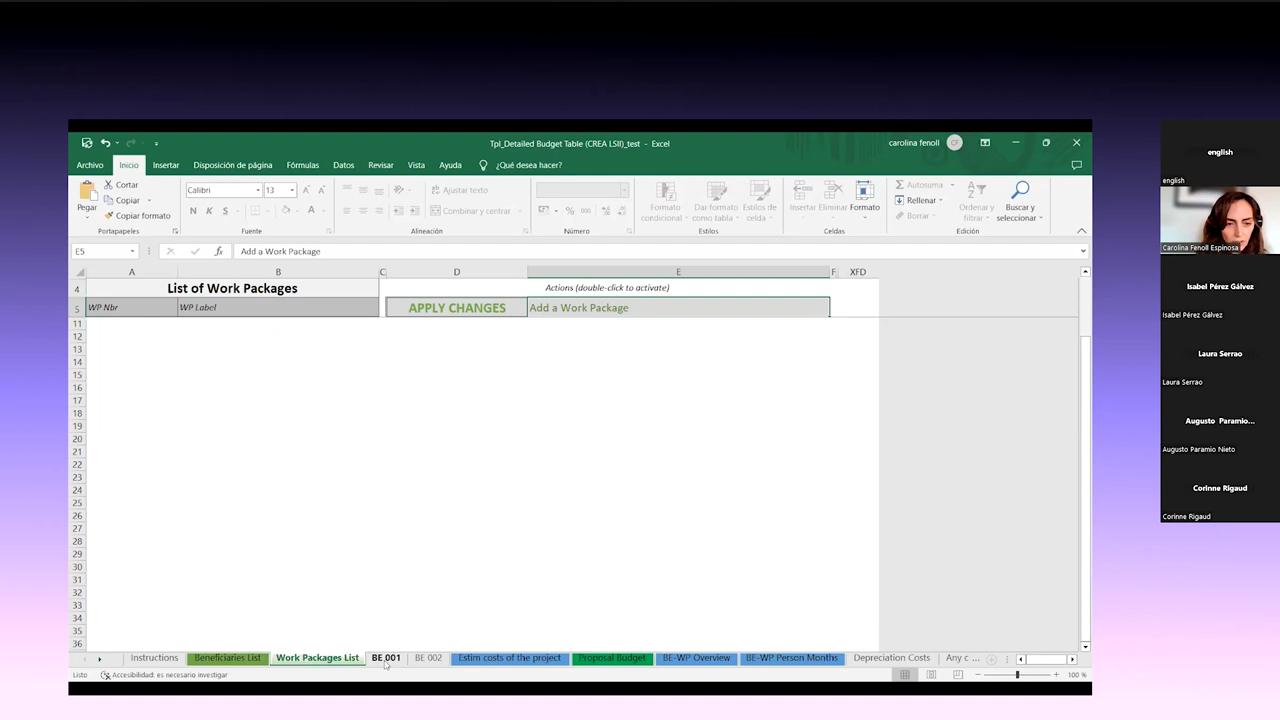 Tpl_Detailed Budget Table (CREA LSII)_test - Excel
carolina fenoll
CF
Archivo Inicio Insertar Disposición de página Fórmulas Datos Revisar Vista Ayuda ¿Qué desea hacer?
Pegar
Cortar
Copiar
Copiar formato
Portapapeles
Calibri 13
N K S
Fuente
Ajustar texto
Combinar y centrar
Alineación
% 000
Número
Formato condicional
Dar formato como tabla
Estilos de celda
Estilos
Insertar Eliminar Formato
Celdas
Autosuma
Rellenar
Borrar
Ordenar y filtrar
Buscar y seleccionar
Edición
E5 fx Add a Work Package
A B C D E F XFD
4 List of Work Packages Actions (double-click to activate)
5 WP Nbr WP Label APPLY CHANGES Add a Work Package
11
12
13
14
15
16
17
18
19
20
21
22
23
24
25
26
27
28
29
30
31
32
33
34
35
36
Instructions Beneficiaries List Work Packages List BE 001 BE 002 Estim costs of the project Proposal Budget BE-WP Overview BE-WP Person Months Depreciation Costs Any c ...
Listo Accesibilidad: es necesario investigar 100 %
english
english
Carolina Fenoll Espinosa
Isabel Pérez Gálvez
Isabel Pérez Gálvez
Laura Serrao
Laura Serrao
Augusto Paramio...
Augusto Paramio Nieto
Corinne Rigaud
Corinne Rigaud